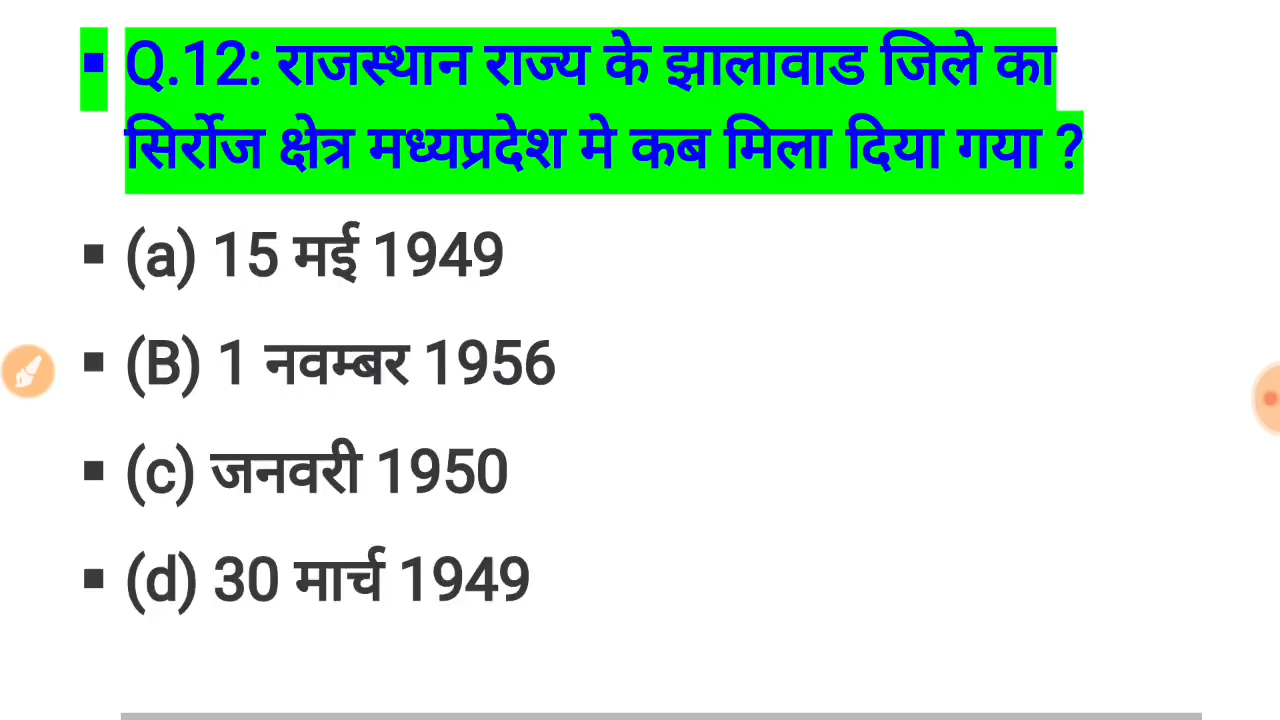 ▪ Q.12: राजस्थान राज्य के झालावाड जिले का
सिर्रोज क्षेत्र मध्यप्रदेश मे कब मिला दिया गया ?
▪ (a) 15 मई 1949
▪ (B) 1 नवम्बर 1956
▪ (c) जनवरी 1950
▪ (d) 30 मार्च 1949